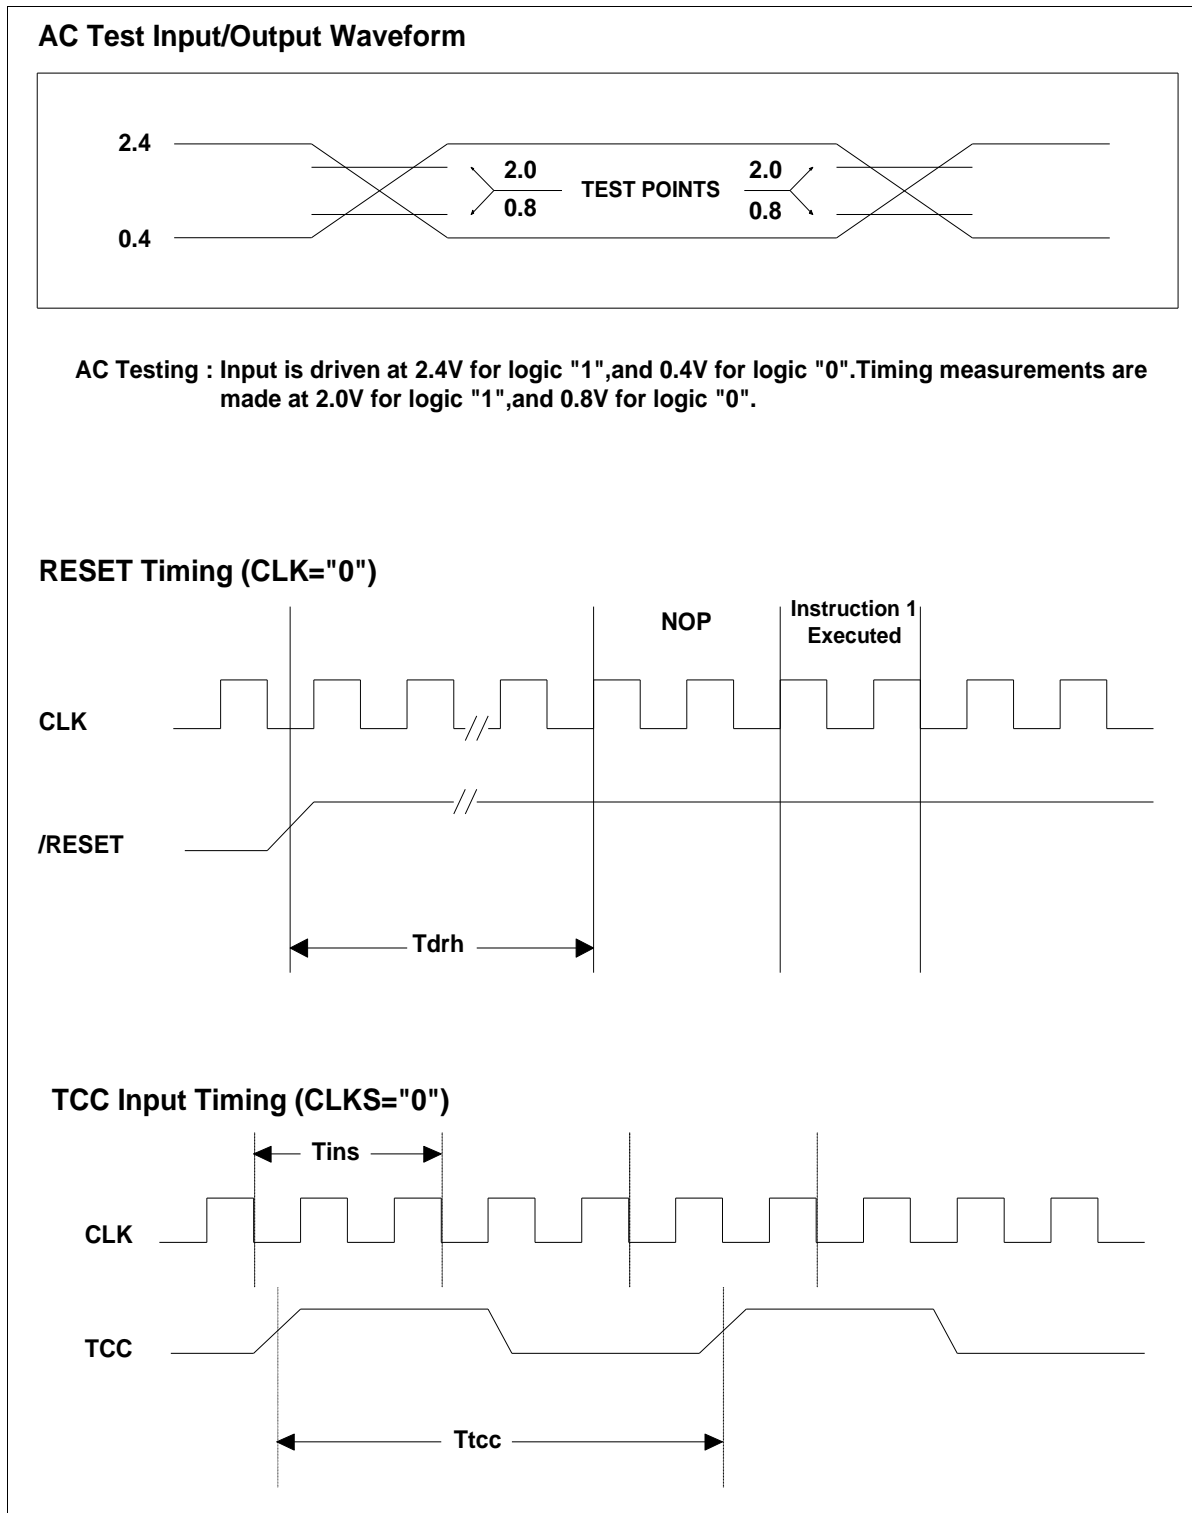 AC Test Input/Output Waveform
2.4
2.0
2.0
TEST POINTS
0.8
0.8
0.4
AC Testing : Input is driven at 2.4V for logic "1",and 0.4V for logic "0".Timing measurements are
made at 2.0V for logic "1",and 0.8V for logic "0".
RESET Timing (CLK="0")
NOP
Instruction 1
Executed
CLK
/RESET
Tdrh
TCC Input Timing (CLKS="0")
Tins
CLK
TCC
Ttcc